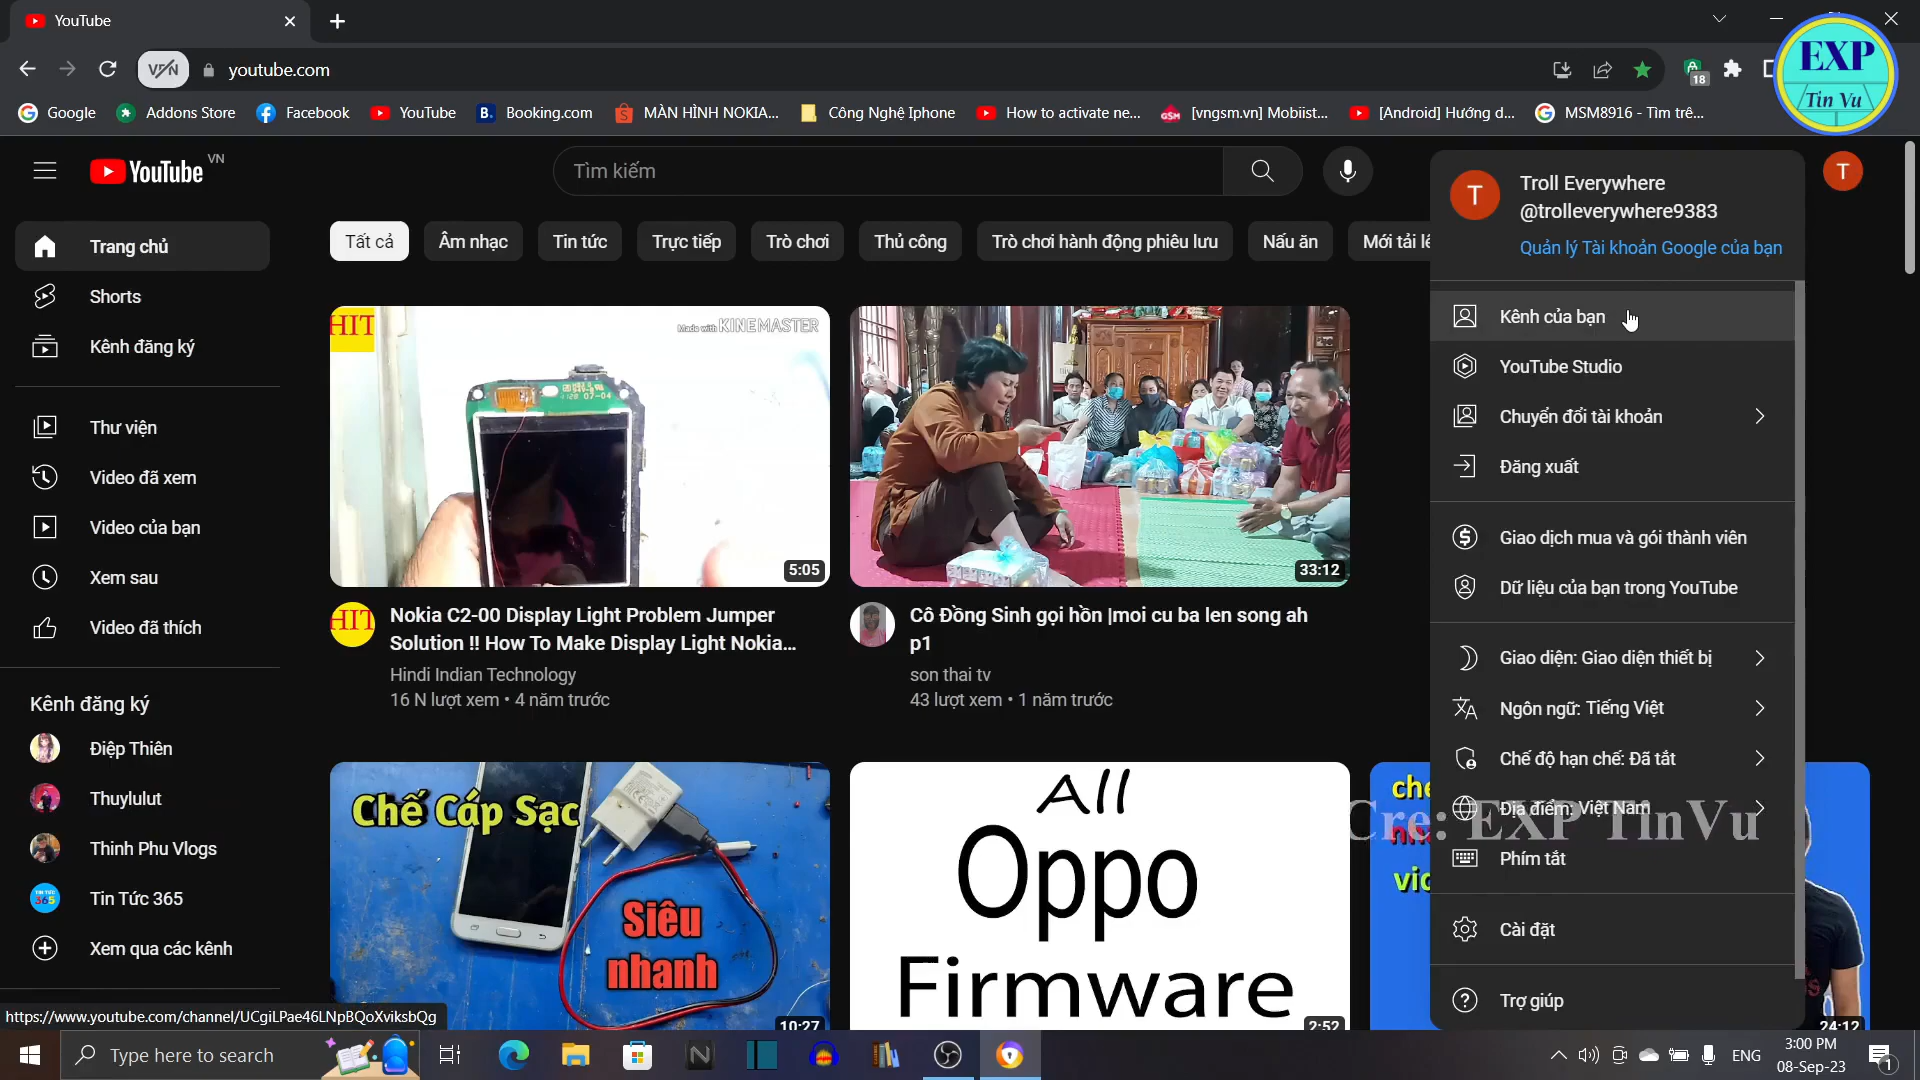 YouTube
EXP
Tin Vu
VPN
youtube.com
18
Google
Addons Store
Facebook
YouTube
Booking.com
MÀN HÌNH NOKIA...
Công Nghệ Iphone
How to activate ne...
[vngsm.vn] Mobiist...
[Android] Hướng d...
MSM8916 - Tìm trê...
YouTube VN
Tìm kiếm
T
T
Troll Everywhere
@trolleverywhere9383
Quản lý Tài khoản Google của bạn
Tất cả
Âm nhạc
Tin tức
Trực tiếp
Trò chơi
Thủ công
Trò chơi hành động phiêu lưu
Nấu ăn
Mới tải lê
Trang chủ
Shorts
Kênh đăng ký
Thư viện
Video đã xem
Video của bạn
Xem sau
Video đã thích
Kênh đăng ký
Điệp Thiên
Thuylulut
Thinh Phu Vlogs
Tin Tức 365
Xem qua các kênh
HIT
Made with KINEMASTER
5:05
33:12
HIT
Nokia C2-00 Display Light Problem Jumper
Solution !! How To Make Display Light Nokia...
Hindi Indian Technology
16 N lượt xem • 4 năm trước
Cô Đồng Sinh gọi hồn |moi cu ba len song ah
p1
son thai tv
43 lượt xem • 1 năm trước
Chế Cáp Sạc
Siêu
nhanh
10:27
All
Oppo
Firmware
2:52
24:12
Kênh của bạn
YouTube Studio
Chuyển đổi tài khoản
Đăng xuất
Giao dịch mua và gói thành viên
Dữ liệu của bạn trong YouTube
Giao diện: Giao diện thiết bị
Ngôn ngữ: Tiếng Việt
Chế độ hạn chế: Đã tắt
Địa điểm: Việt Nam
Cre: EXP TinVu
Phím tắt
Cài đặt
Trợ giúp
https://www.youtube.com/channel/UCgiLPae46LNpBQoXviksbQg
Type here to search
ENG
3:00 PM
08-Sep-23
1